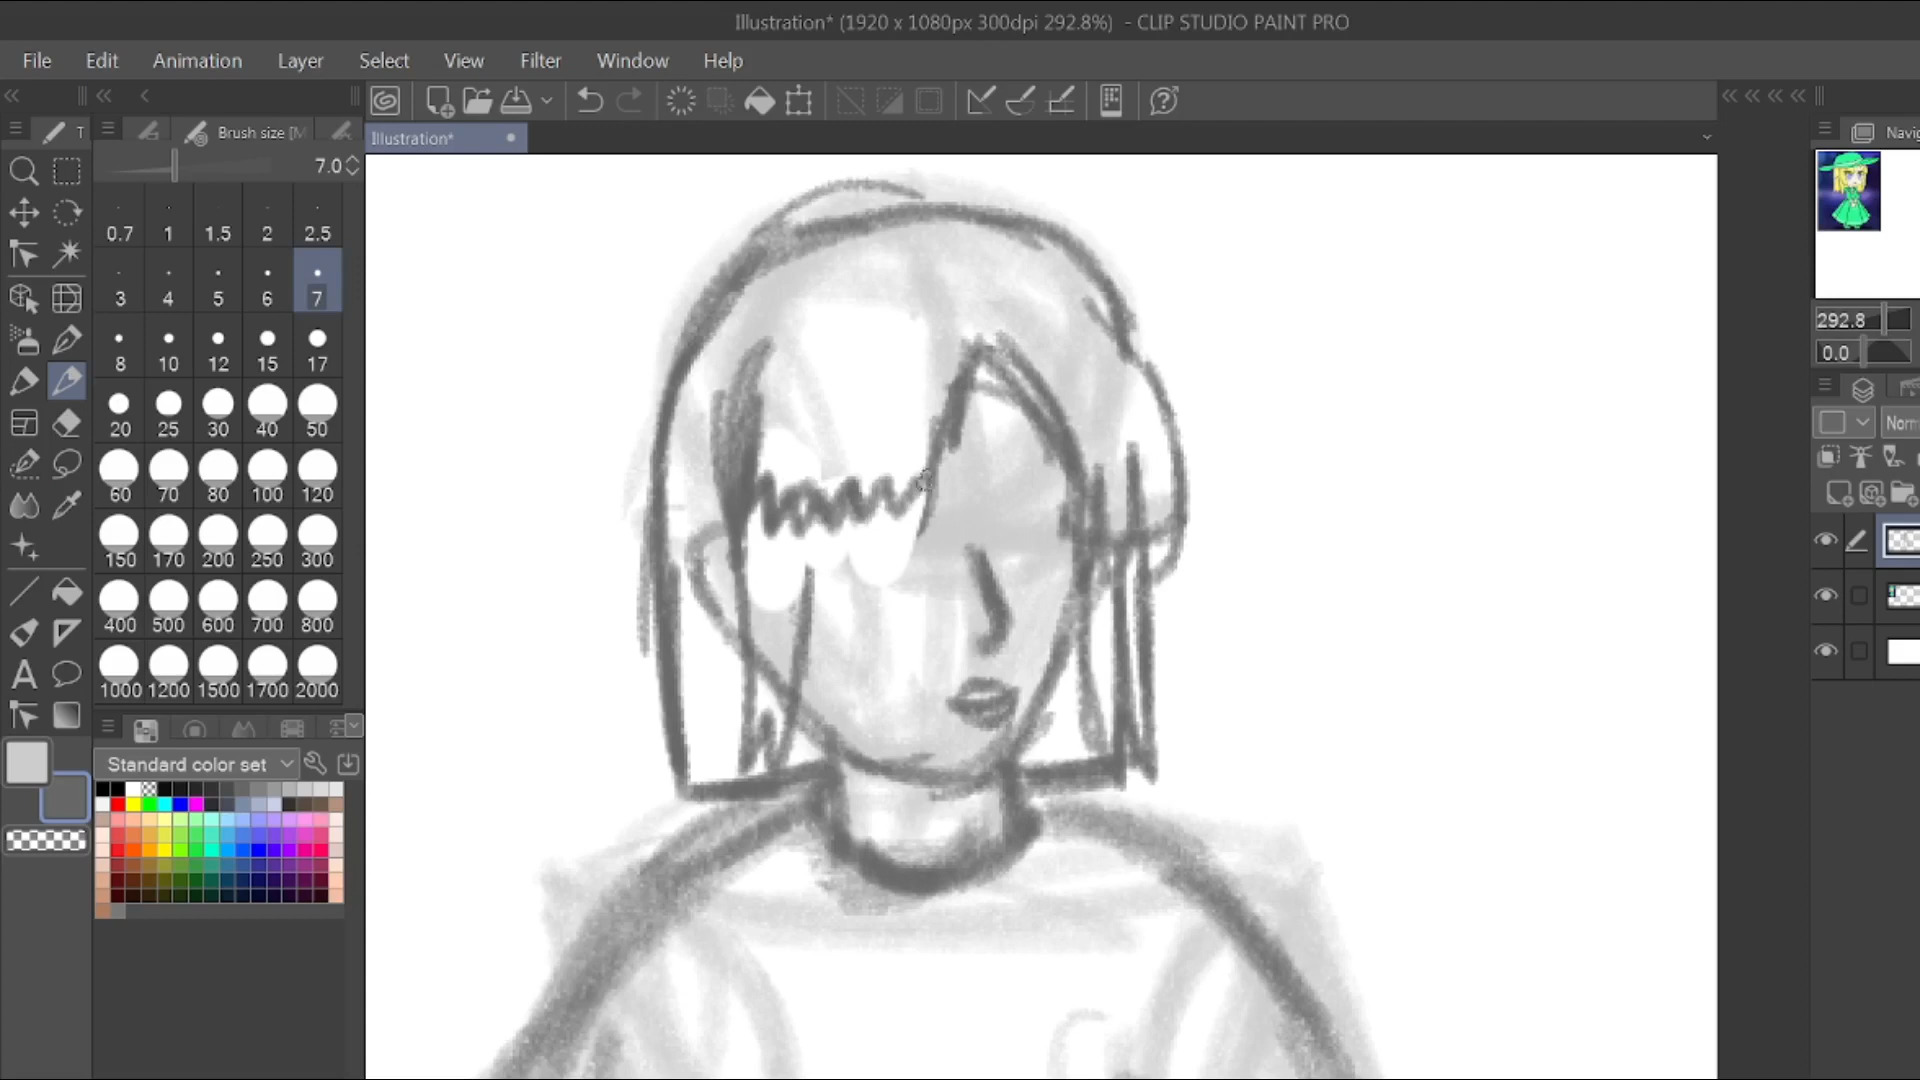 Illustration* (1920 x 1080px 300dpi 292.8%) - CLIP STUDIO PAINT PRO
File Edit Animation Layer Select View Filter Window Help
T Brush size [M Illustration* Navig
7.0
0.7 1 1.5 2 2.5
3 4 5 6 7
8 10 12 15 17
20 25 30 40 50
60 70 80 100 120
150 170 200 250 300
400 500 600 700 800
1000 1200 1500 1700 2000
Standard color set
292.8
0.0
Norm